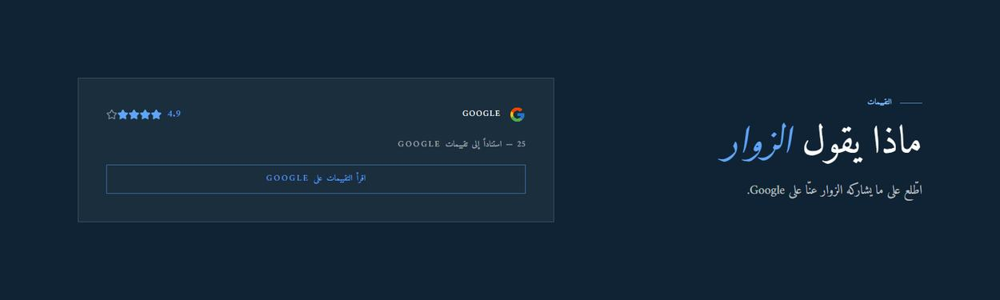 التقييمات
ماذا يقول الزوار
اطّلع على ما يشاركه الزوار عنّا على Google.
GOOGLE
4.9
25 — استناداً إلى تقييمات GOOGLE
اقرأ التقييمات على GOOGLE